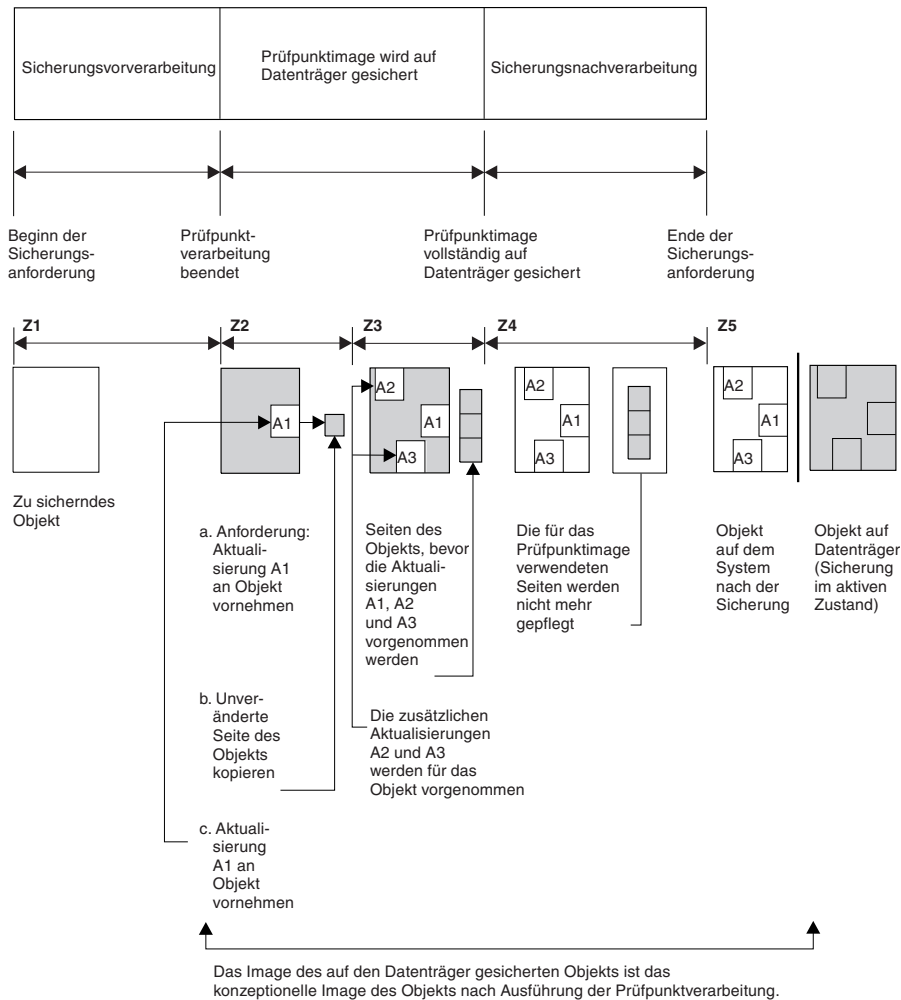 Sicherungsvorverarbeitung
Prüfpunktimage wird auf
Datenträger gesichert
Sicherungsnachverarbeitung
Beginn der
Sicherungs-
anforderung
Prüfpunkt-
verarbeitung
beendet
Prüfpunktimage
vollständig auf
Datenträger gesichert
Ende der
Sicherungs-
anforderung
Z1
Z2
Z3
Z4
Z5
A1
A2
A1
A3
A2
A1
A3
A2
A1
A3
Zu sicherndes
Objekt
a. Anforderung:
Aktuali-
sierung A1
an Objekt
vornehmen
Seiten des
Objekts, bevor
die Aktuali-
sierungen
A1, A2
und A3
vorgenommen
werden
Die für das
Prüfpunktimage
verwendeten
Seiten werden
nicht mehr
gepflegt
Objekt
auf dem
System
nach der
Sicherung
Objekt auf
Datenträger
(Sicherung
im aktiven
Zustand)
b. Unver-
änderte
Seite des
Objekts
kopieren
Die zusätzlichen
Aktualisierungen
A2 und A3
werden für das
Objekt vorgenommen
c. Aktuali-
sierung
A1 an
Objekt
vornehmen
Das Image des auf den Datenträger gesicherten Objekts ist das
konzeptionelle Image des Objekts nach Ausführung der Prüfpunktverarbeitung.